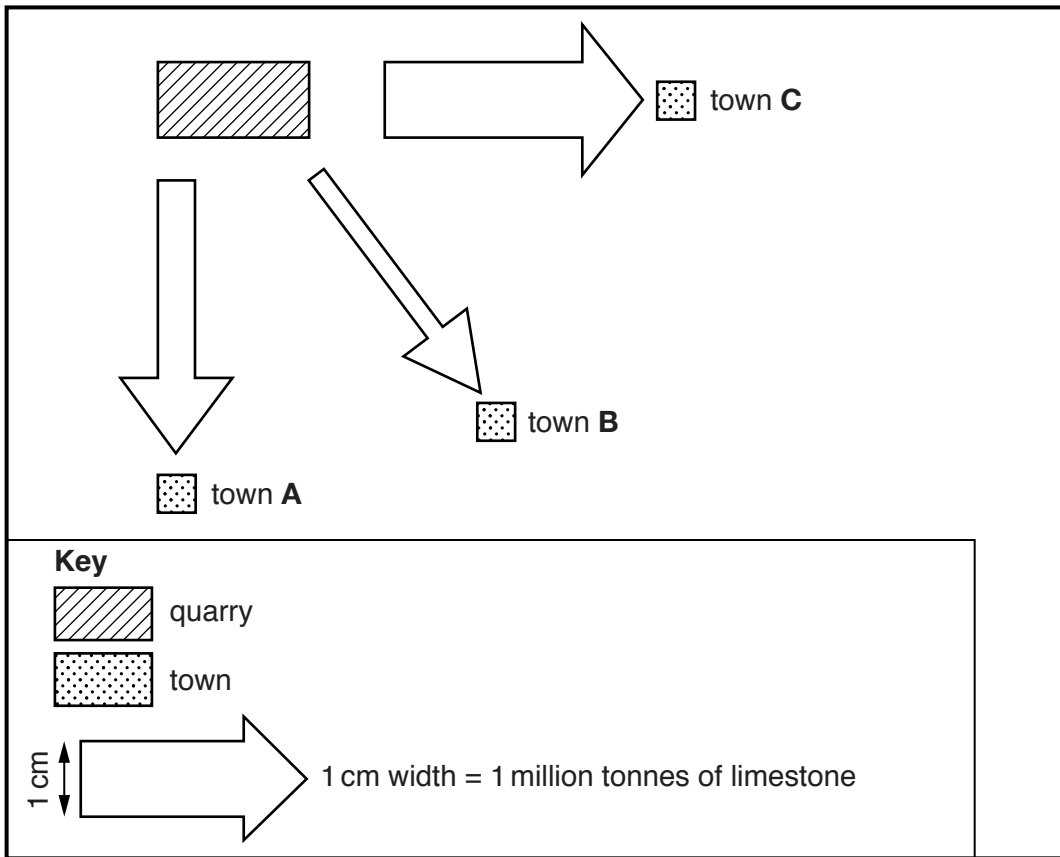 town C
town B
town A
Key
quarry
town
1 cm
1 cm width = 1 million tonnes of limestone